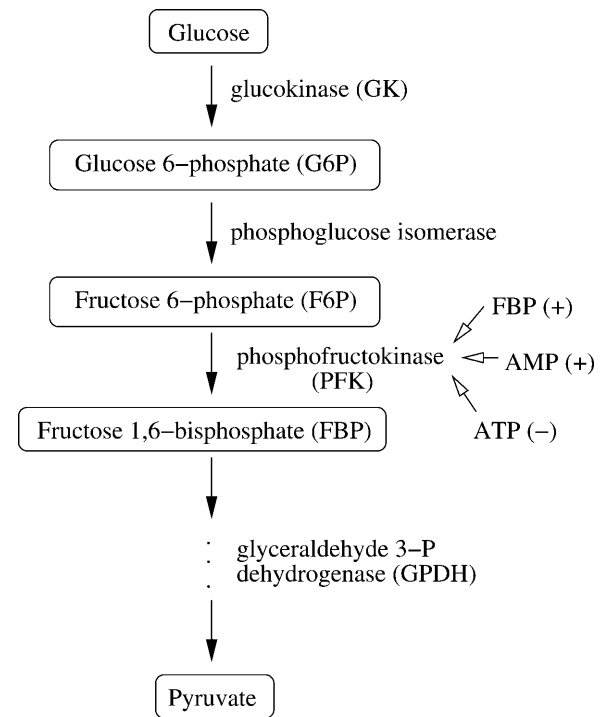 Glucose
glucokinase (GK)
Glucose 6−phosphate (G6P)
phosphoglucose isomerase
Fructose 6−phosphate (F6P)
phosphofructokinase
(PFK)
FBP (+)
AMP (+)
ATP (−)
Fructose 1,6−bisphosphate (FBP)
glyceraldehyde 3−P
dehydrogenase (GPDH)
Pyruvate